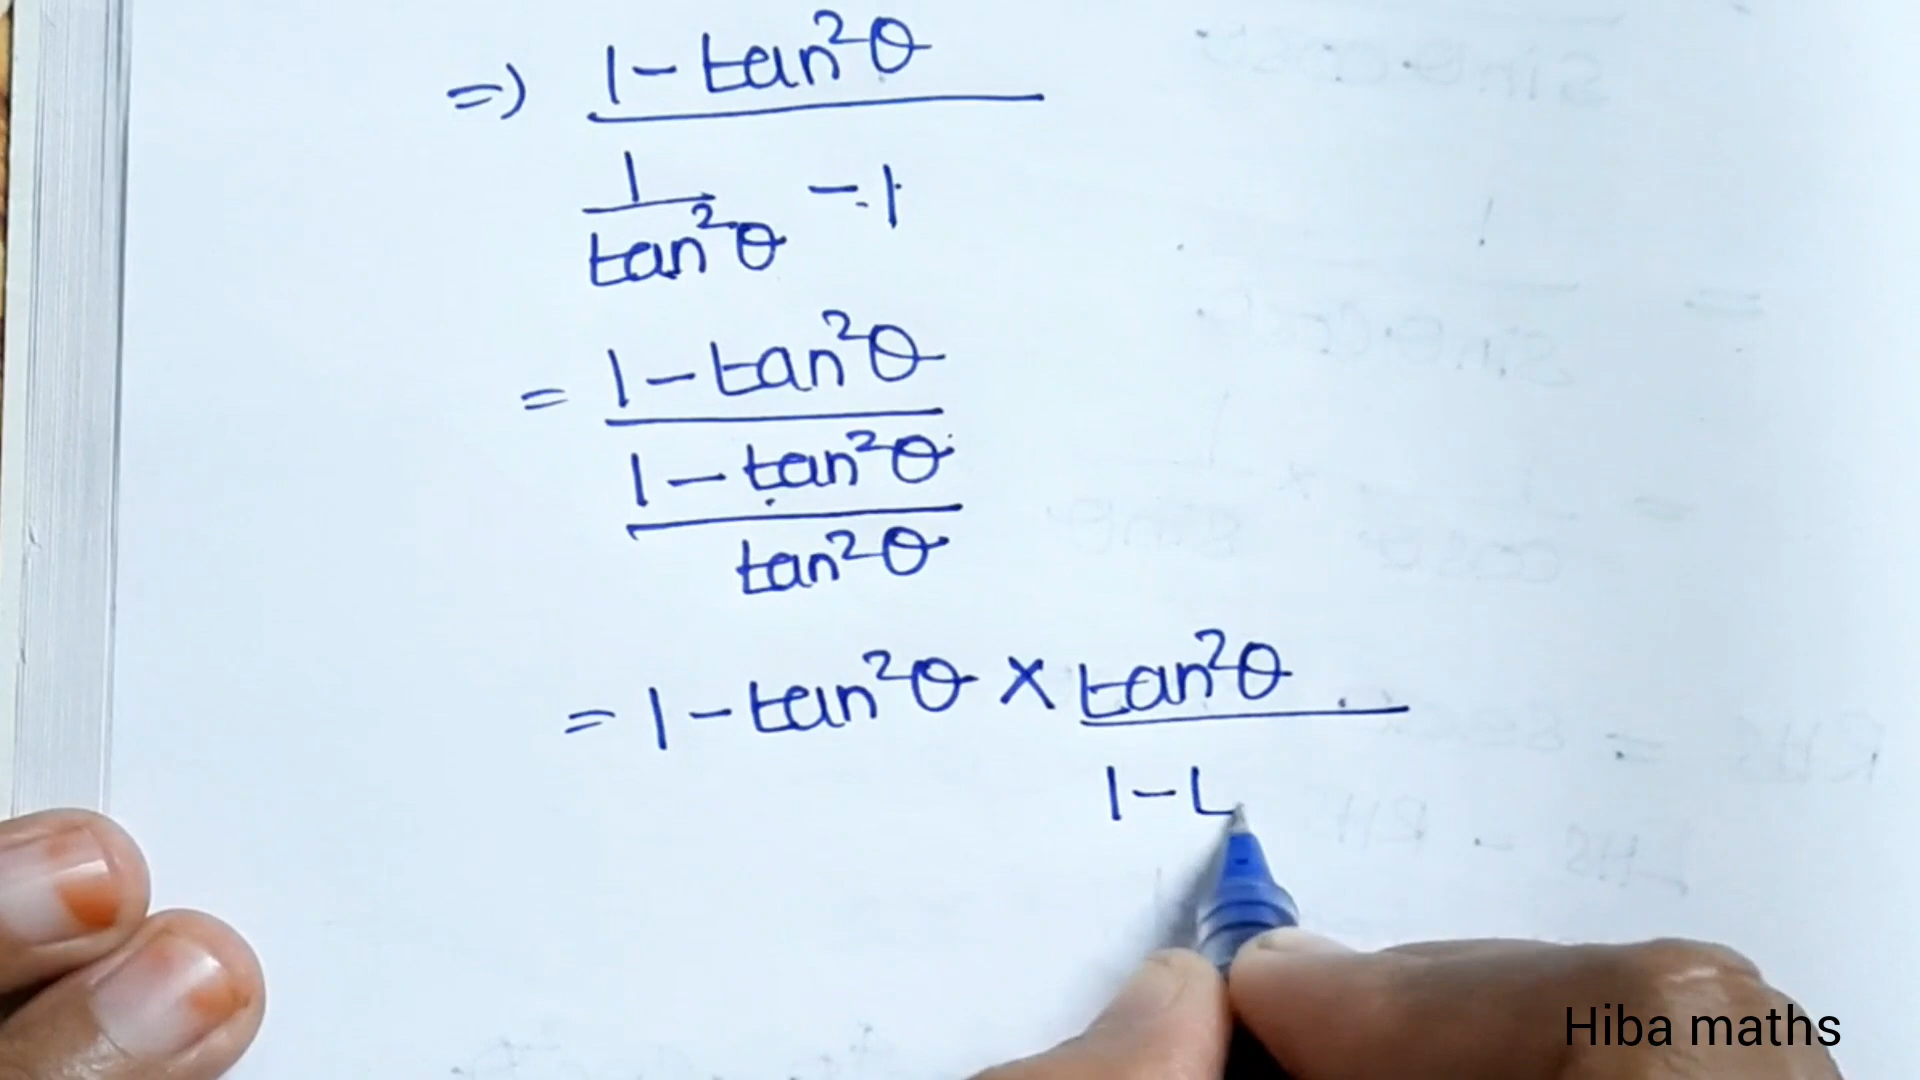 => 1 - tan²θ
1
tan²θ - 1
= 1 - tan²θ
1 - tan²θ
tan²θ
= 1 - tan²θ × tan²θ
1 -
Hiba maths